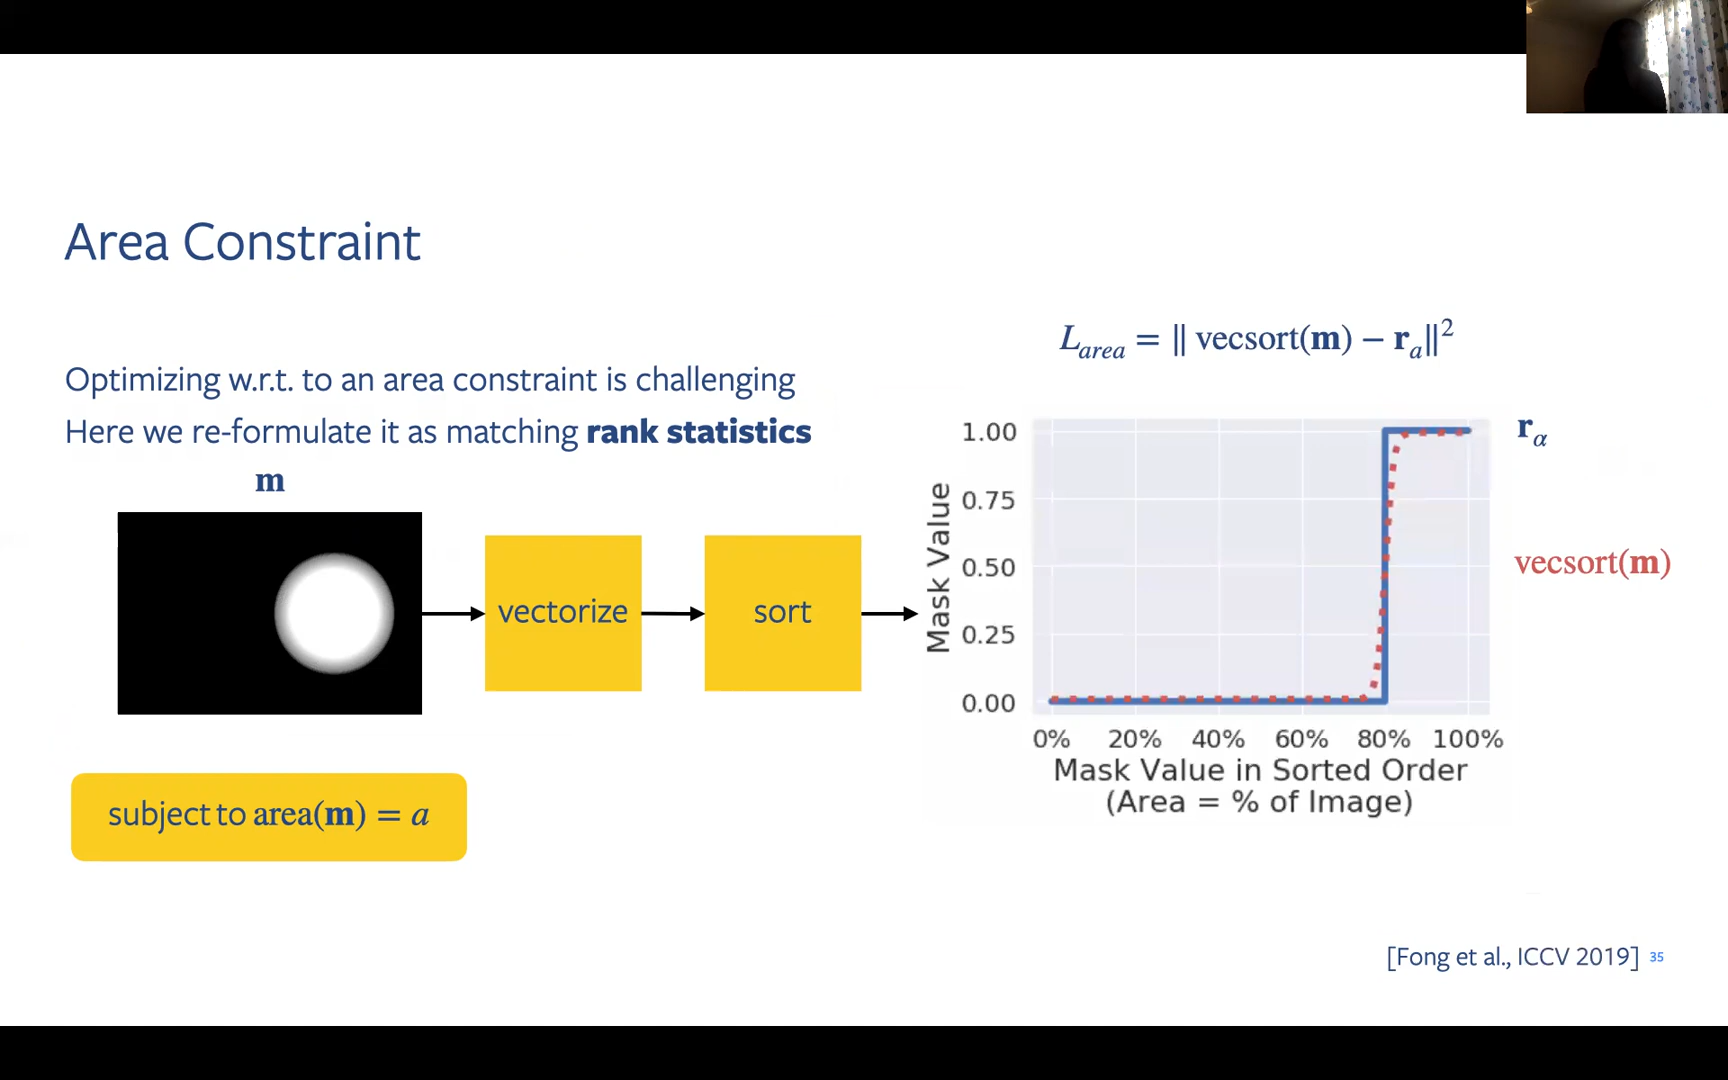 Area Constraint
Optimizing w.r.t. to an area constraint is challenging
Here we re-formulate it as matching rank statistics
m
vectorize
sort
subject to area(m) = a
L_area = ‖ vecsort(m) − r_a‖²
Mask Value
1.00
0.75
0.50
0.25
0.00
0% 20% 40% 60% 80% 100%
Mask Value in Sorted Order
(Area = % of Image)
r_α
vecsort(m)
[Fong et al., ICCV 2019] 35